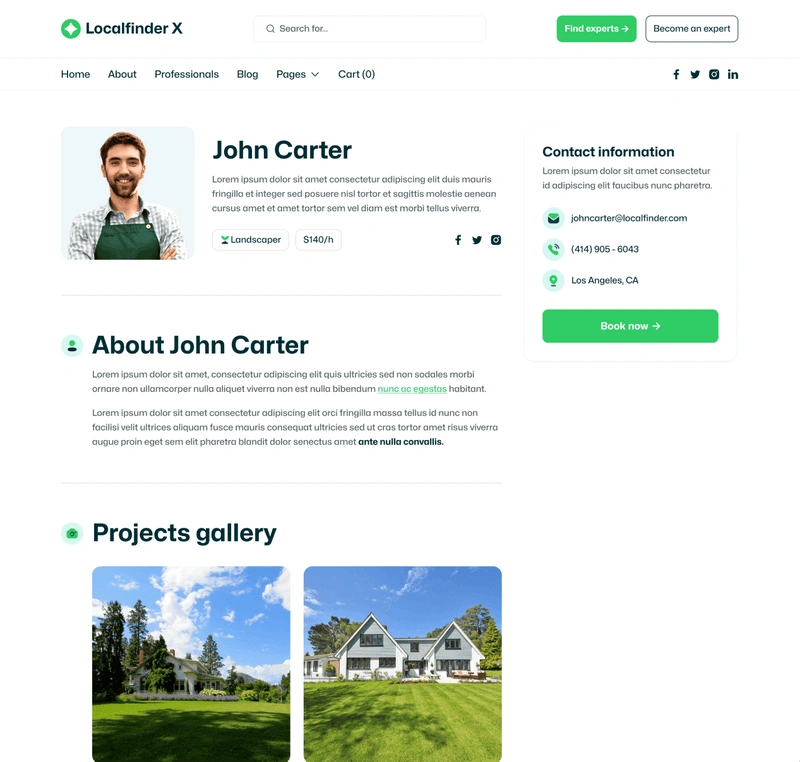 Localfinder X
Search for...
Find experts →
Become an expert
Home
About
Professionals
Blog
Pages
Cart (0)
John Carter
Lorem ipsum dolor sit amet consectetur adipiscing elit duis mauris
fringilla et integer sed posuere nisl tortor et sagittis molestie aenean
cursus amet et amet tortor sem vel diam est morbi tellus viverra.
Landscaper
$140/h
Contact information
Lorem ipsum dolor sit amet consectetur
id adipiscing elit faucibus nunc pharetra.
johncarter@localfinder.com
(414) 905 - 6043
Los Angeles, CA
Book now →
About John Carter
Lorem ipsum dolor sit amet, consectetur adipiscing elit quis ultricies sed non sodales morbi
ornare non ullamcorper nulla aliquet viverra non est nulla bibendum nunc ac egestas habitant.
Lorem ipsum dolor sit amet consectetur adipiscing elit orci fringilla massa tellus id nunc non
facilisi velit ultrices aliquam fusce mauris consequat ultricies sed ut cras tortor amet risus viverra
augue proin eget sem elit pharetra blandit dolor senectus amet ante nulla convallis.
Projects gallery